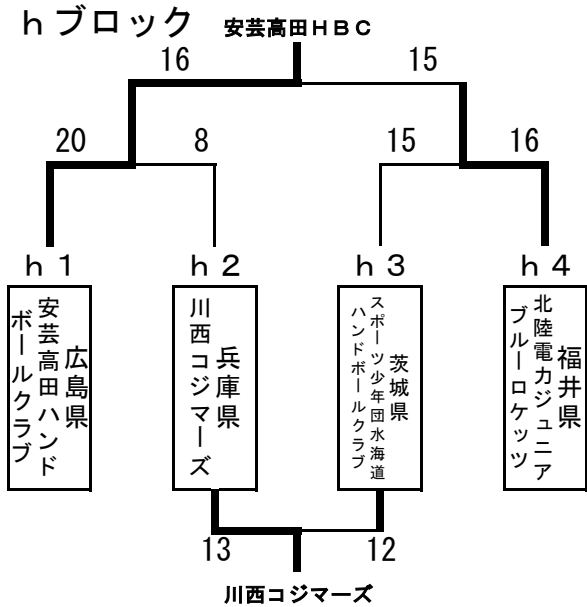 ｈブロック
安芸高田ＨＢＣ
16
15
20
8
15
16
ｈ１
ｈ２
ｈ３
ｈ４
広島県
安芸高田ハンド
ボールクラブ
兵庫県
川西コジマーズ
茨城県
スポーツ少年団水海道
ハンドボールクラブ
福井県
北陸電力ジュニア
ブルーロケッツ
13
12
川西コジマーズ